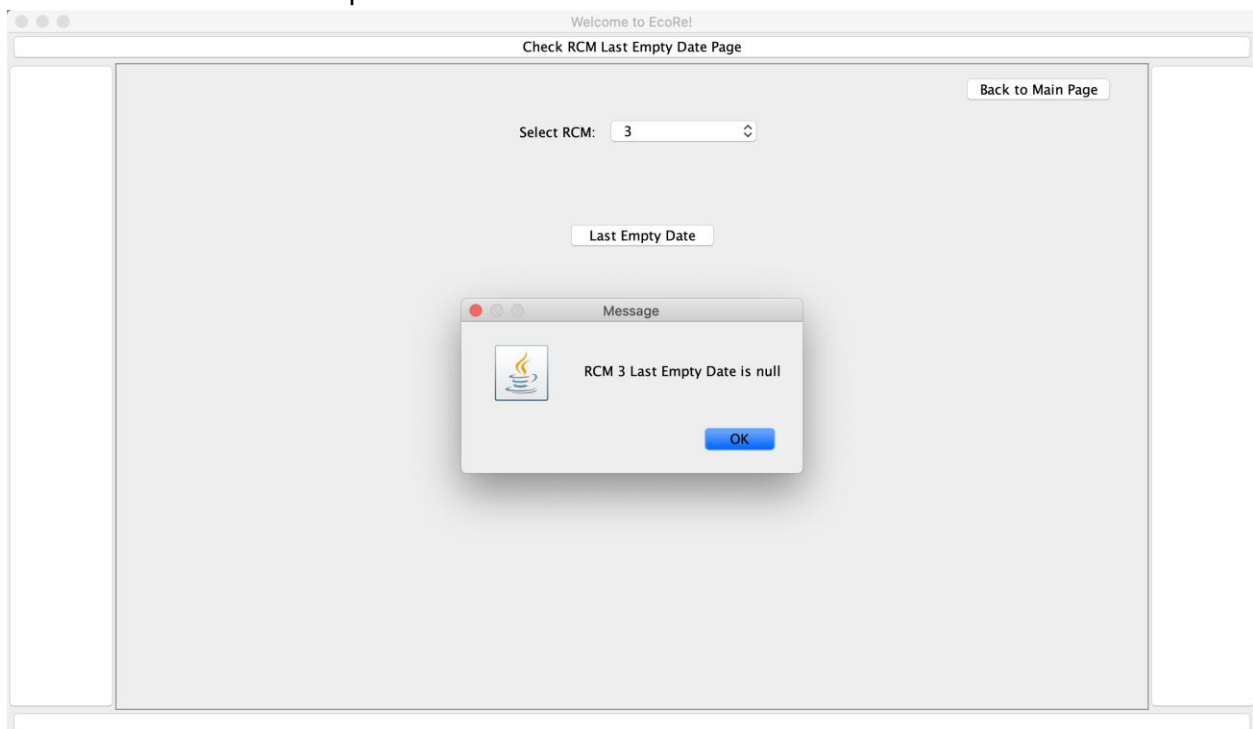 Welcome to EcoRe!
Check RCM Last Empty Date Page
Back to Main Page
Select RCM: 3
Last Empty Date
Message
RCM 3 Last Empty Date is null
OK